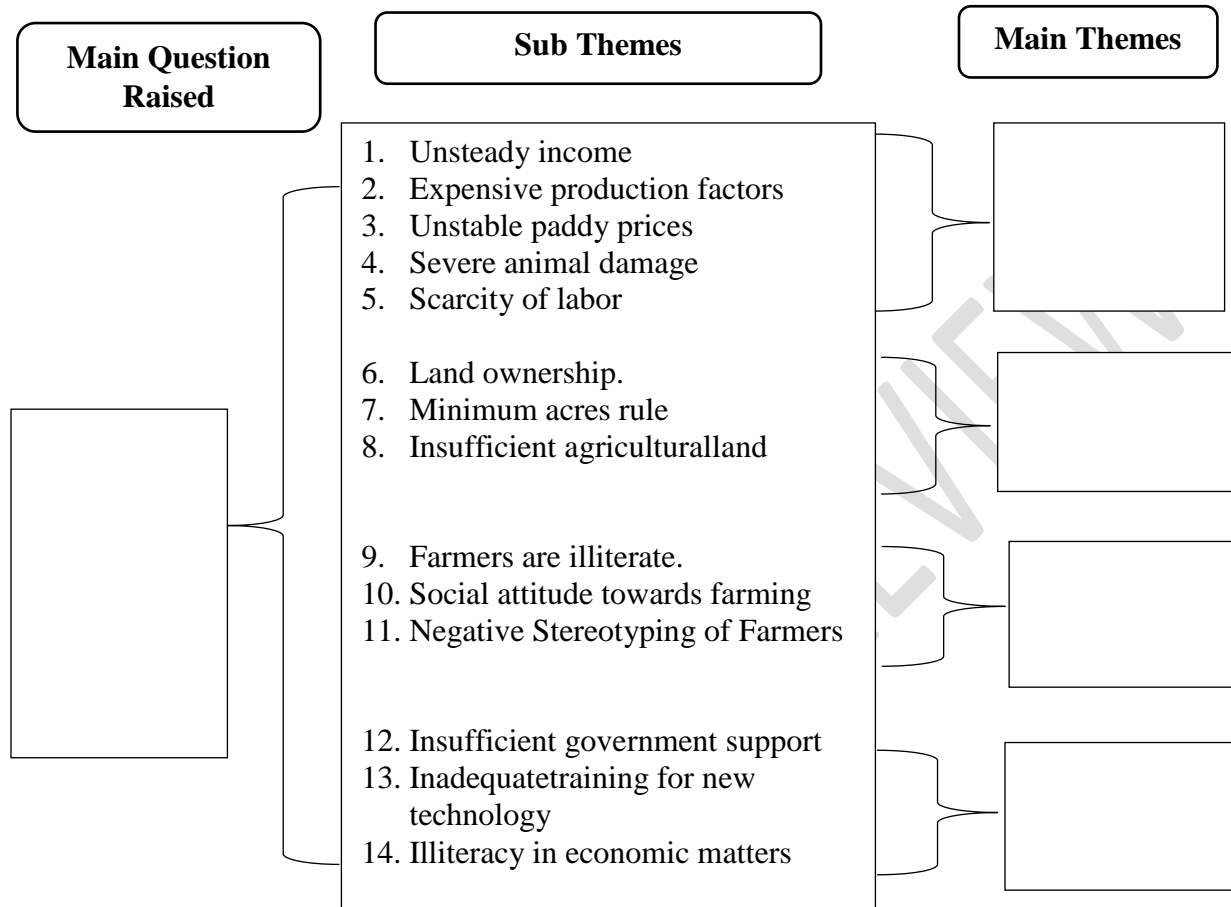 Main Question
Raised
Sub Themes
Main Themes
1. Unsteady income
2. Expensive production factors
3. Unstable paddy prices
4. Severe animal damage
5. Scarcity of labor
6. Land ownership.
7. Minimum acres rule
8. Insufficient agriculturalland
9. Farmers are illiterate.
10. Social attitude towards farming
11. Negative Stereotyping of Farmers
12. Insufficient government support
13. Inadequatetraining for new
technology
14. Illiteracy in economic matters